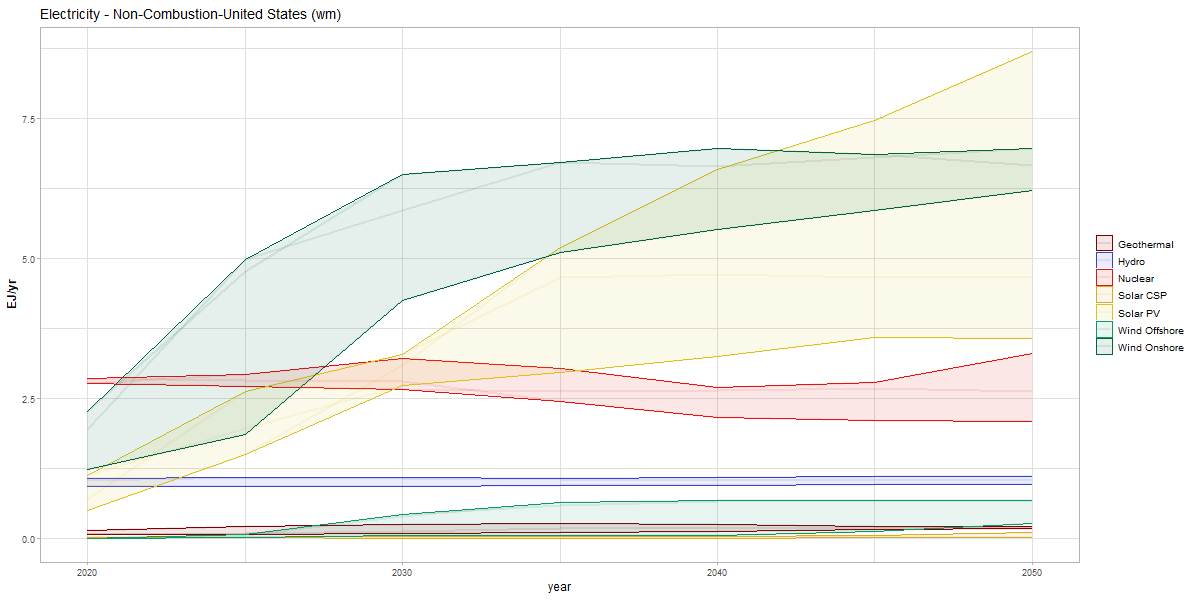 Electricity - Non-Combustion-United States (wm)
EJ/yr
7.5
5.0
2.5
0.0
2020
2030
2040
2050
year
Geothermal
Hydro
Nuclear
Solar CSP
Solar PV
Wind Offshore
Wind Onshore